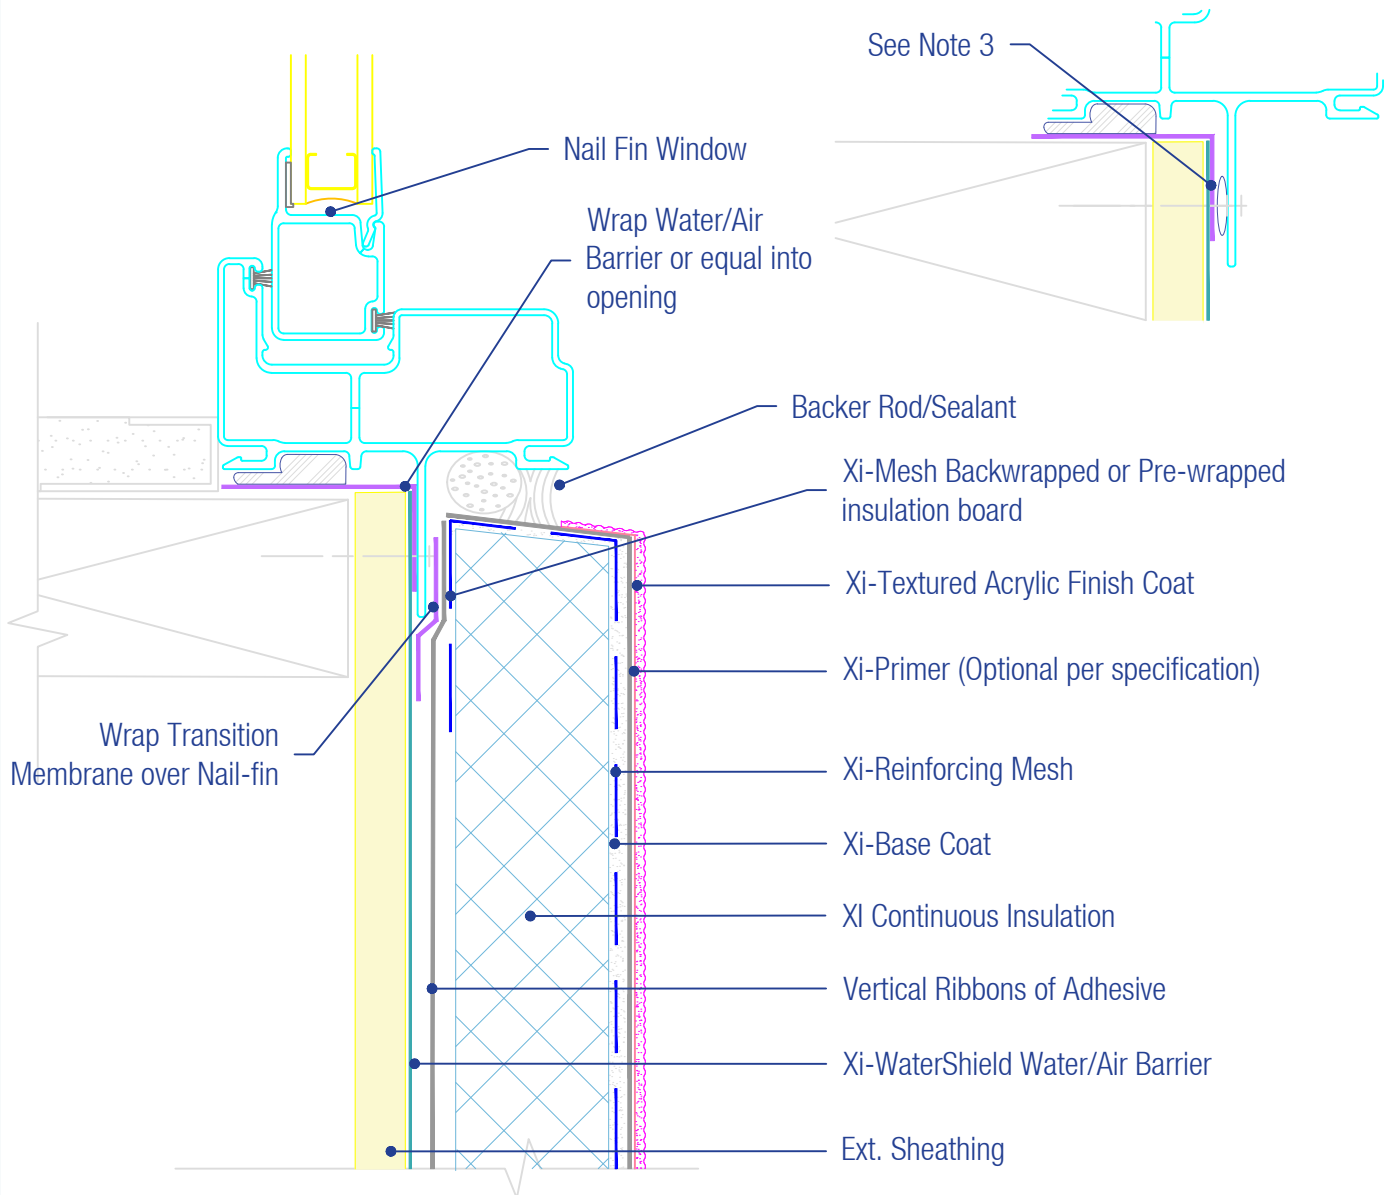 See Note 3
Nail Fin Window
Wrap Water/Air
Barrier or equal into
opening
Backer Rod/Sealant
Xi-Mesh Backwrapped or Pre-wrapped
insulation board
Xi-Textured Acrylic Finish Coat
Xi-Primer (Optional per specification)
Wrap Transition
Membrane over Nail-fin
Xi-Reinforcing Mesh
Xi-Base Coat
XI Continuous Insulation
Vertical Ribbons of Adhesive
Xi-WaterShield Water/Air Barrier
Ext. Sheathing